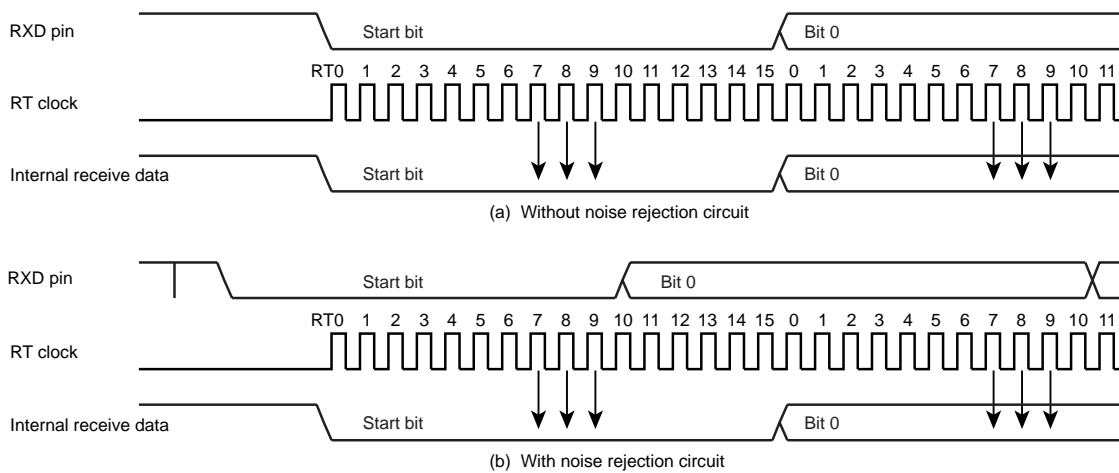 RXD pin Start bit Bit 0
RT0 1 2 3 4 5 6 7 8 9 10 11 12 13 14 15 0 1 2 3 4 5 6 7 8 9 10 11
RT clock
Internal receive data Start bit Bit 0
(a) Without noise rejection circuit
RXD pin Start bit Bit 0
RT0 1 2 3 4 5 6 7 8 9 10 11 12 13 14 15 0 1 2 3 4 5 6 7 8 9 10 11
RT clock
Internal receive data Start bit Bit 0
(b) With noise rejection circuit